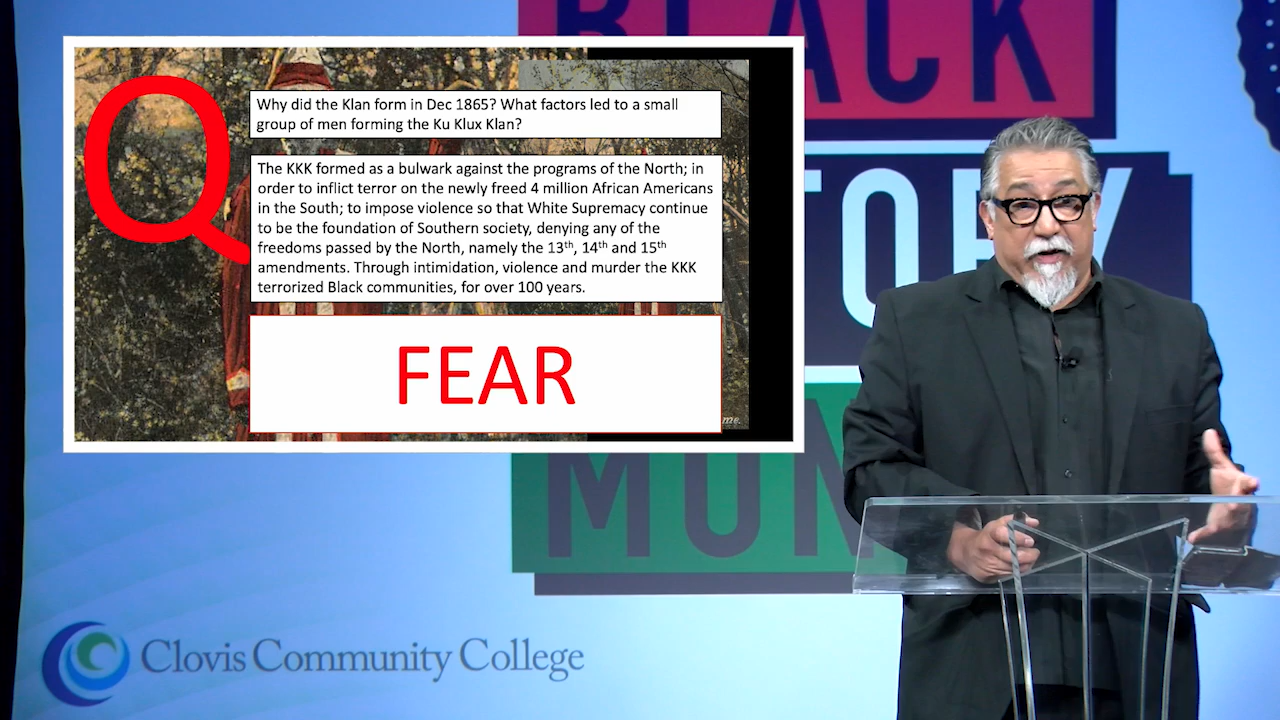 BLACK
Q
Why did the Klan form in Dec 1865? What factors led to a small
group of men forming the Ku Klux Klan?
The KKK formed as a bulwark against the programs of the North; in
order to inflict terror on the newly freed 4 million African Americans
in the South; to impose violence so that White Supremacy continue
to be the foundation of Southern society, denying any of the
freedoms passed by the North, namely the 13th, 14th and 15th
amendments. Through intimidation, violence and murder the KKK
terrorized Black communities, for over 100 years.
FEAR
me.
TORY
MON
Clovis Community College